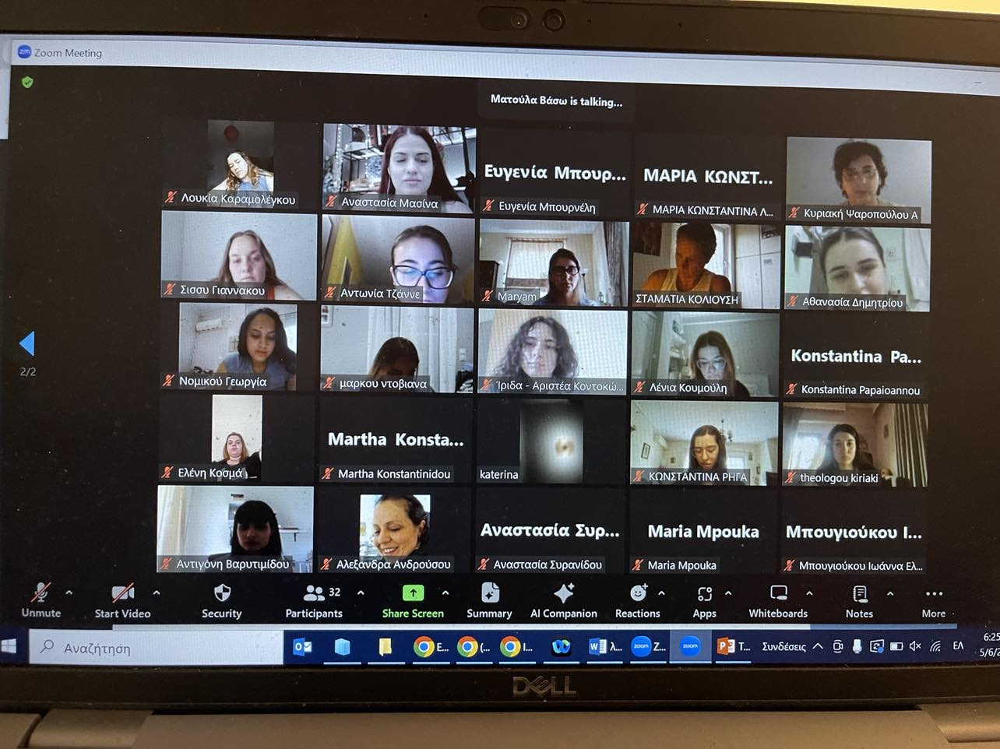 Zoom Meeting
Ματούλα Βάσω is talking...
Λουκία Καραμολέγκου
Αναστασία Μασίνα
Ευγενία Μπουρ...
Ευγενία Μπουρνέλη
ΜΑΡΙΑ ΚΩΝΣΤ...
ΜΑΡΙΑ ΚΩΝΣΤΑΝΤΙΝΑ Λ...
Κυριακή Ψαροπούλου Α
Σισσυ Γιαννακου
Αντωνία Τζάννε
Maryam
ΣΤΑΜΑΤΙΑ ΚΟΛΙΟΥΣΗ
Αθανασία Δημητρίου
Νομικού Γεωργία
μαρκου ντοβιανα
Ίριδα - Αριστέα Κοντοκώ...
Λένια Κουμούλη
Konstantina Pa...
Konstantina Papaioannou
Ελένη Κοσμά
Martha Konsta...
Martha Konstantinidou
katerina
ΚΩΝΣΤΑΝΤΙΝΑ ΡΗΓΑ
theologou kiriaki
Αντιγόνη Βαρυτιμίδου
Αλεξάνδρα Ανδρούσου
Αναστασία Συρ...
Αναστασία Συρανίδου
Maria Mpouka
Maria Mpouka
Μπουγιούκου Ι...
Μπουγιούκου Ιωάννα Ελ...
2/2
Unmute
Start Video
Security
32
Participants
Share Screen
Summary
AI Companion
Reactions
Apps
Whiteboards
Notes
More
Αναζήτηση
E...
(...
I...
λ...
zoom
Z...
zoom
T...
Συνδέσεις
ΕΛ
6:25
5/6/2
DELL